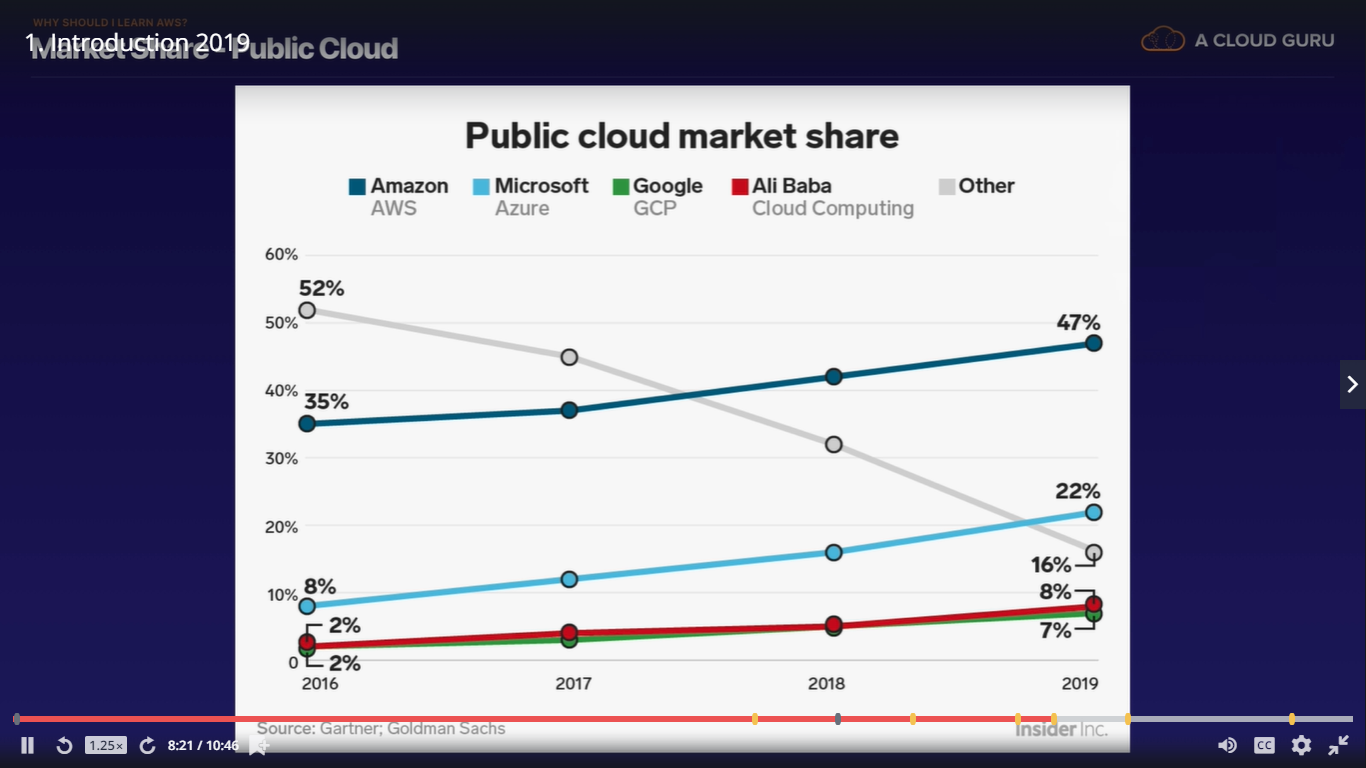 WHY SHOULD I LEARN AWS?
1. Introduction 2019
Market Share - Public Cloud
A CLOUD GURU
Public cloud market share
Amazon Microsoft Google Ali Baba Other
AWS Azure GCP Cloud Computing
60%
52%
50%
47%
40%
35%
30%
22%
20%
16%
10%
8%
8%
2%
7%
0
2%
2016 2017 2018 2019
Source: Gartner; Goldman Sachs
Insider Inc.
1.25×
8:21 / 10:46
CC